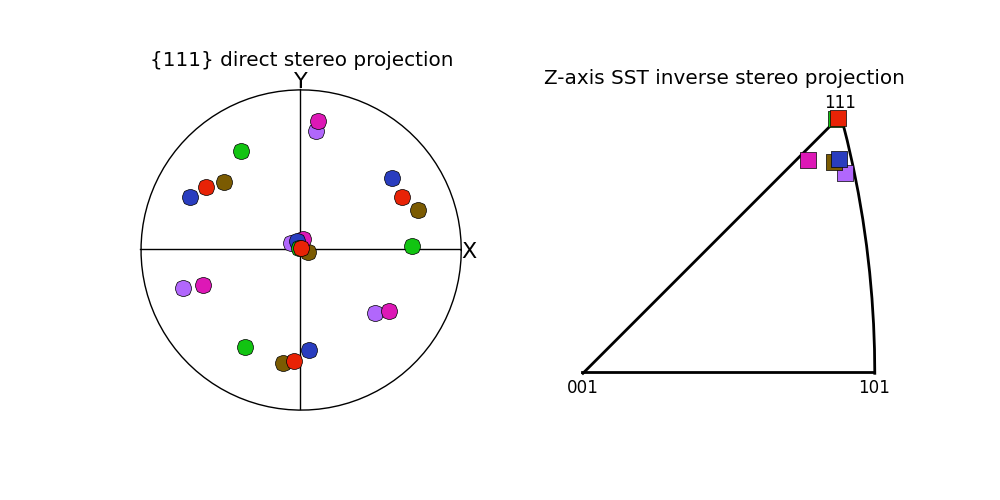 {111} direct stereo projection
Y
X
Z-axis SST inverse stereo projection
111
001
101